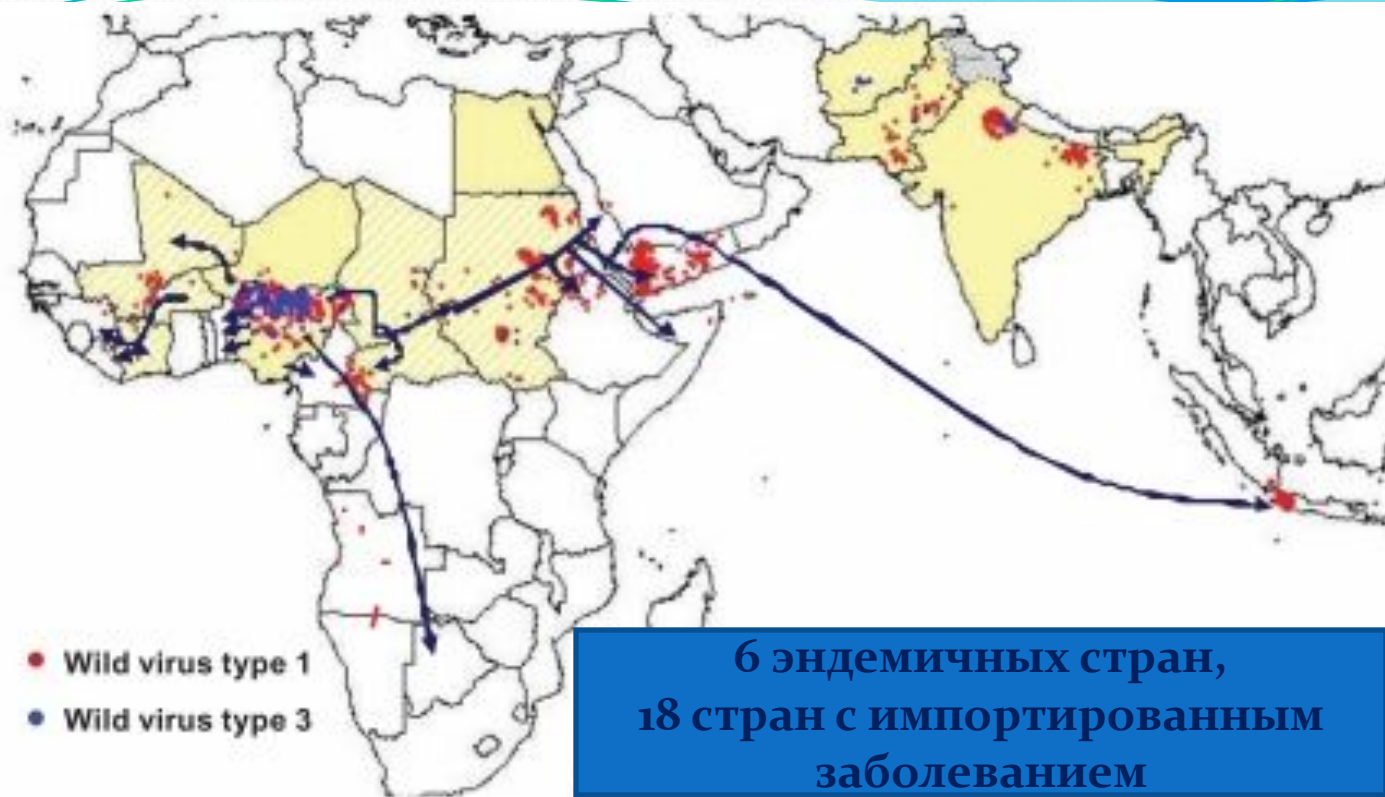 Wild virus type 1
Wild virus type 3
6 эндемичных стран,
18 стран с импортированным
заболеванием